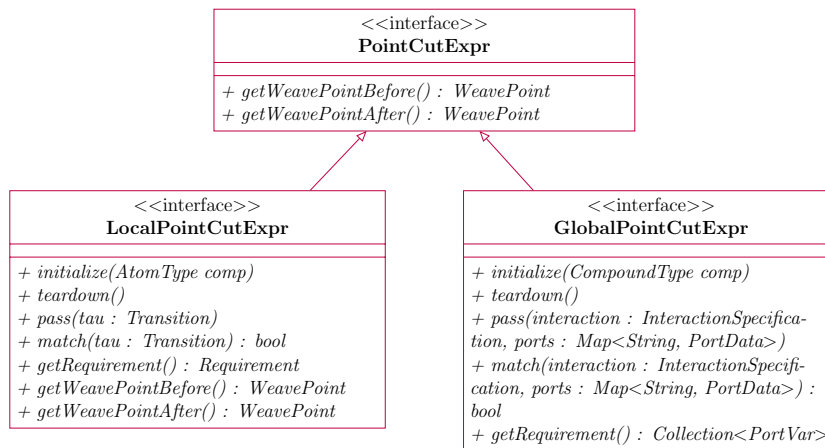 <<interface>>
PointCutExpr
+ getWeavePointBefore() : WeavePoint
+ getWeavePointAfter() : WeavePoint
<<interface>>
LocalPointCutExpr
+ initialize(AtomType comp)
+ teardown()
+ pass(tau : Transition)
+ match(tau : Transition) : bool
+ getRequirement() : Requirement
+ getWeavePointBefore() : WeavePoint
+ getWeavePointAfter() : WeavePoint
<<interface>>
GlobalPointCutExpr
+ initialize(CompoundType comp)
+ teardown()
+ pass(interaction : InteractionSpecifica-
tion, ports : Map<String, PortData>)
+ match(interaction : InteractionSpecifi-
cation, ports : Map<String, PortData>) :
bool
+ getRequirement() : Collection<PortVar>